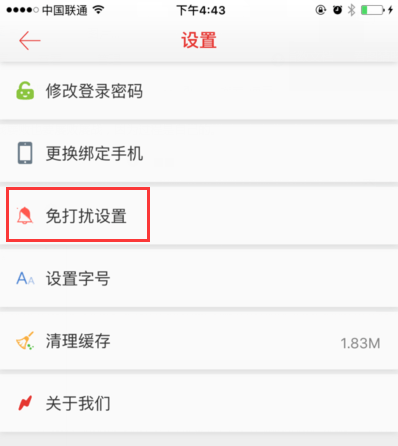 中国联通 下午4:43
设置
修改登录密码
更换绑定手机
免打扰设置
AA 设置字号
清理缓存 1.83M
关于我们